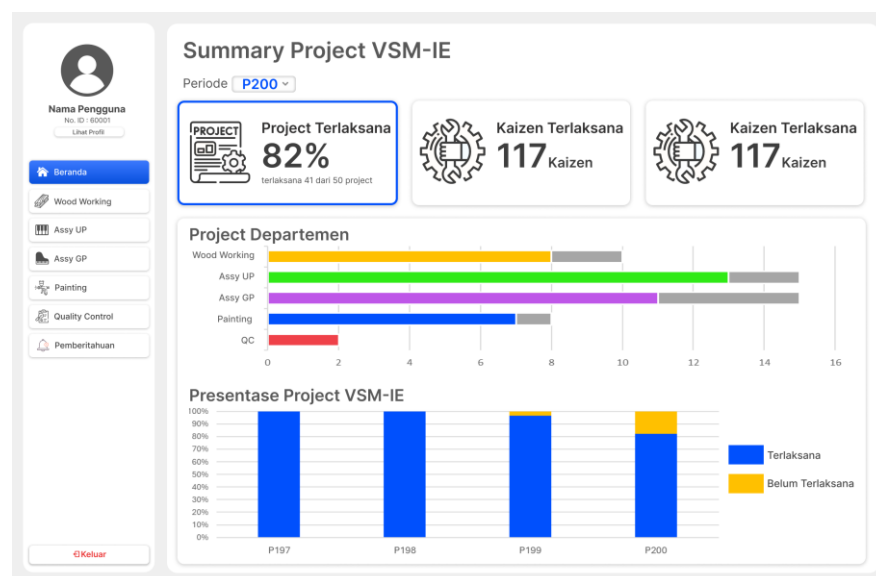 Nama Pengguna
No. ID : 60001
Lihat Profil
Beranda
Wood Working
Assy UP
Assy GP
Painting
Quality Control
Pemberitahuan
Keluar
Summary Project VSM-IE
Periode P200
PROJECT
Project Terlaksana
82%
terlaksana 41 dari 50 project
Kaizen Terlaksana
117 Kaizen
Kaizen Terlaksana
117 Kaizen
Project Departemen
Wood Working
Assy UP
Assy GP
Painting
QC
0 2 4 6 8 10 12 14 16
Presentase Project VSM-IE
100%
90%
80%
70%
60%
50%
40%
30%
20%
10%
0%
P197 P198 P199 P200
Terlaksana
Belum Terlaksana